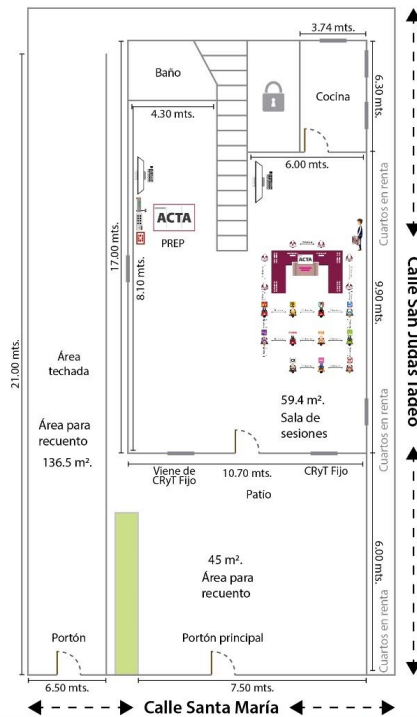 3.74 mts.
Baño
Cocina
6.30 mts.
4.30 mts.
6.00 mts.
Cuartos en renta
ACTA
PREP
17.00 mts.
8.10 mts.
ACTA
9.90 mts.
Calle San Judas Tadeo
21.00 mts.
Área
techada
Área para
recuento
136.5 m².
59.4 m².
Sala de
sesiones
Cuartos en renta
Viene de
CRyT Fijo
10.70 mts.
CRyT Fijo
Patio
45 m².
Área para
recuento
6.00 mts.
Cuartos en renta
Portón
Portón principal
6.50 mts.
7.50 mts.
Calle Santa María